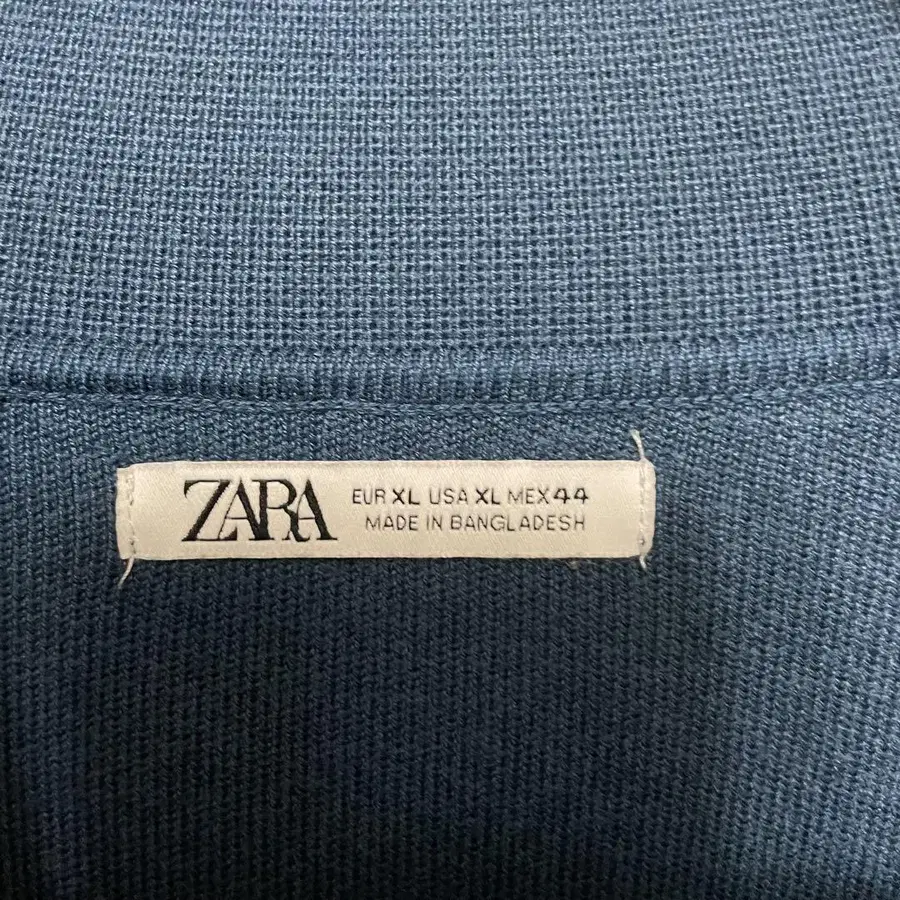 ZARA
EUR XL USA XL MEX 44
MADE IN BANGLADESH